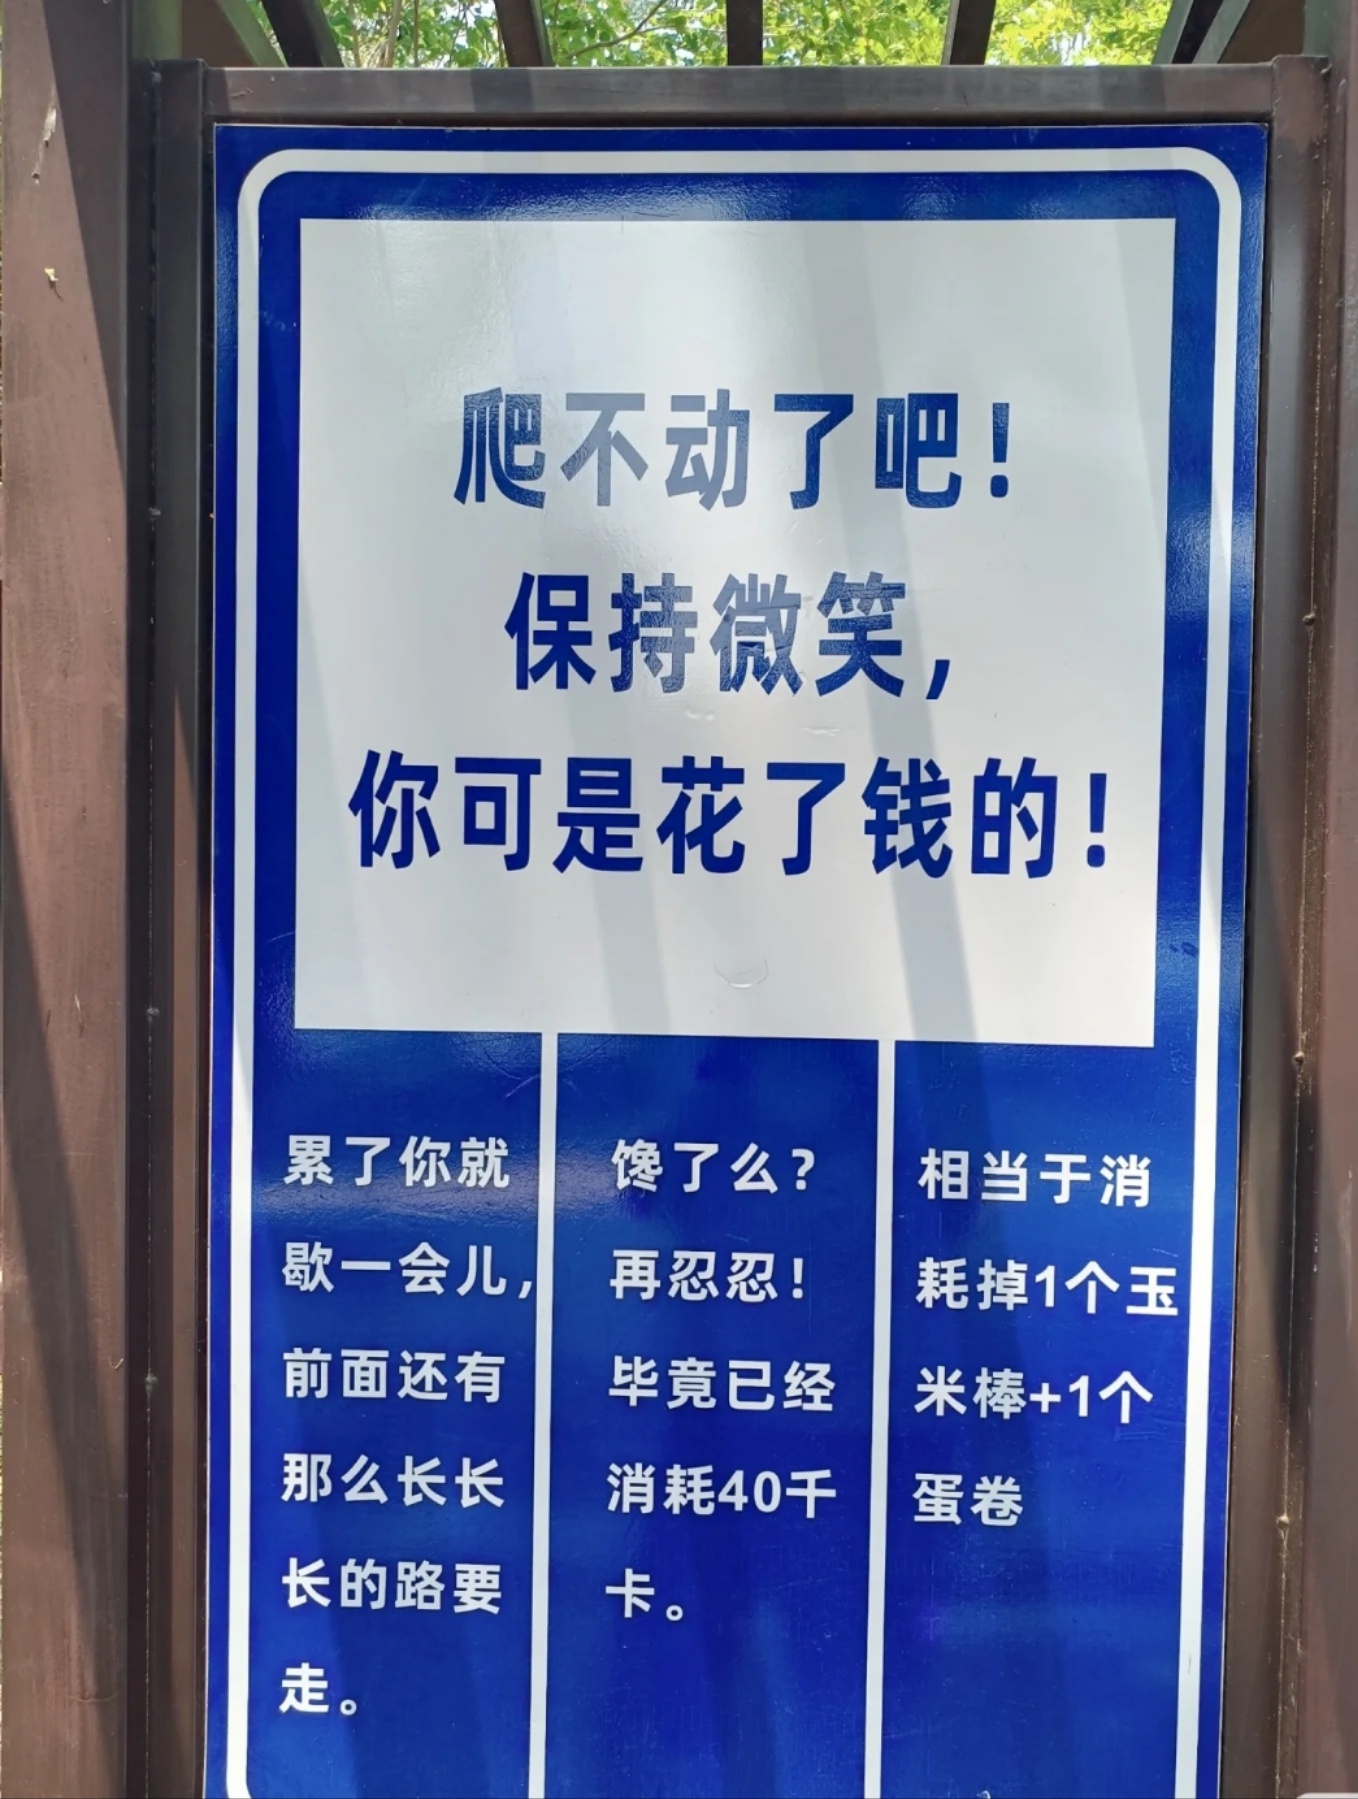 爬不动了吧！
保持微笑，
你可是花了钱的！
累了你就
歇一会儿，
前面还有
那么长长
长的路要
走。
馋了么？
再忍忍！
毕竟已经
消耗40千
卡。
相当于消
耗掉1个玉
米棒+1个
蛋卷